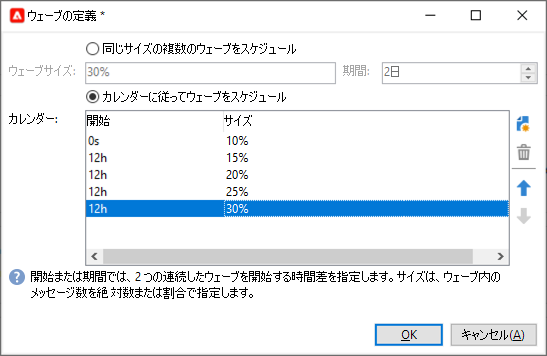 ウェーブの定義 *
同じサイズの複数のウェーブをスケジュール
ウェーブサイズ: 30% 期間: 2日
カレンダーに従ってウェーブをスケジュール
カレンダー: 開始 サイズ
0s 10%
12h 15%
12h 20%
12h 25%
12h 30%
開始または期間では、2 つの連続したウェーブを開始する時間差を指定します。サイズは、ウェーブ内の
メッセージ数を絶対数または割合で指定します。
OK キャンセル(A)